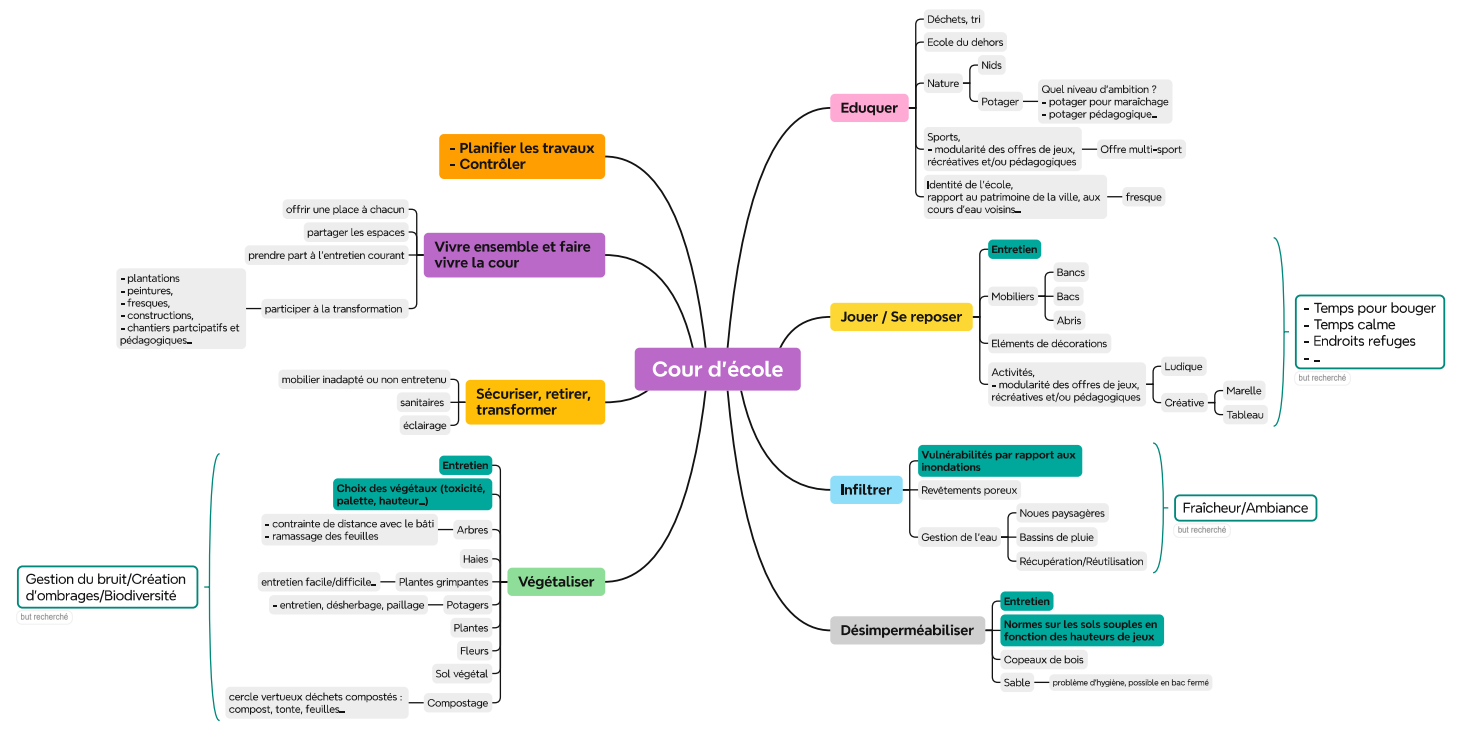 Cour d'école
Eduquer
Déchets, tri
Ecole du dehors
Nature
Nids
Potager
Quel niveau d'ambition ?
- potager pour maraîchage
- potager pédagogique...
Sports,
- modularité des offres de jeux,
récréatives et/ou pédagogiques
Offre multi-sport
Identité de l'école,
rapport au patrimoine de la ville, aux
cours d'eau voisins...
fresque
Jouer / Se reposer
Entretien
Mobiliers
Bancs
Bacs
Abris
Eléments de décorations
Activités,
- modularité des offres de jeux,
récréatives et/ou pédagogiques
Ludique
Créative
Marelle
Tableau
- Temps pour bouger
- Temps calme
- Endroits refuges
- ...
but recherché
Infiltrer
Vulnérabilités par rapport aux
inondations
Revêtements poreux
Gestion de l'eau
Noues paysagères
Bassins de pluie
Récupération/Réutilisation
Fraîcheur/Ambiance
but recherché
Désimperméabiliser
Entretien
Normes sur les sols souples en
fonction des hauteurs de jeux
Copeaux de bois
Sable
problème d'hygiène, possible en bac fermé
- Planifier les travaux
- Contrôler
Vivre ensemble et faire
vivre la cour
offrir une place à chacun
partager les espaces
prendre part à l'entretien courant
participer à la transformation
- plantations
- peintures,
- fresques,
- constructions,
- chantiers partcipatifs et
pédagogiques...
Sécuriser, retirer,
transformer
mobilier inadapté ou non entretenu
sanitaires
éclairage
Végétaliser
Entretien
Choix des végétaux (toxicité,
palette, hauteur...)
Arbres
- contrainte de distance avec le bâti
- ramassage des feuilles
Haies
Plantes grimpantes
entretien facile/difficile...
Potagers
- entretien, désherbage, paillage
Plantes
Fleurs
Sol végétal
Compostage
cercle vertueux déchets compostés :
compost, tonte, feuilles...
Gestion du bruit/Création
d'ombrages/Biodiversité
but recherché